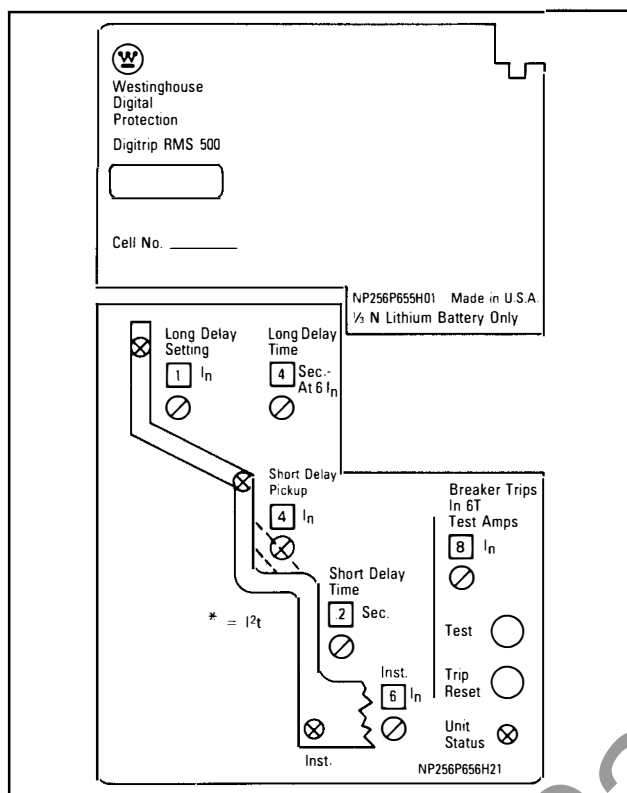 W
Westinghouse
Digital
Protection
Digitrip RMS 500
Cell No.
NP256P655H01 Made in U.S.A.
⅓ N Lithium Battery Only
Long Delay
Setting
1 In
Long Delay
Time
4 Sec.-
At 6 In
Short Delay
Pickup
4 In
Breaker Trips
In 6T
Test Amps
8 In
Short Delay
Time
.2 Sec.
* = I²t
Test
Inst.
6 In
Trip
Reset
Unit
Status
Inst.
NP256P656H21